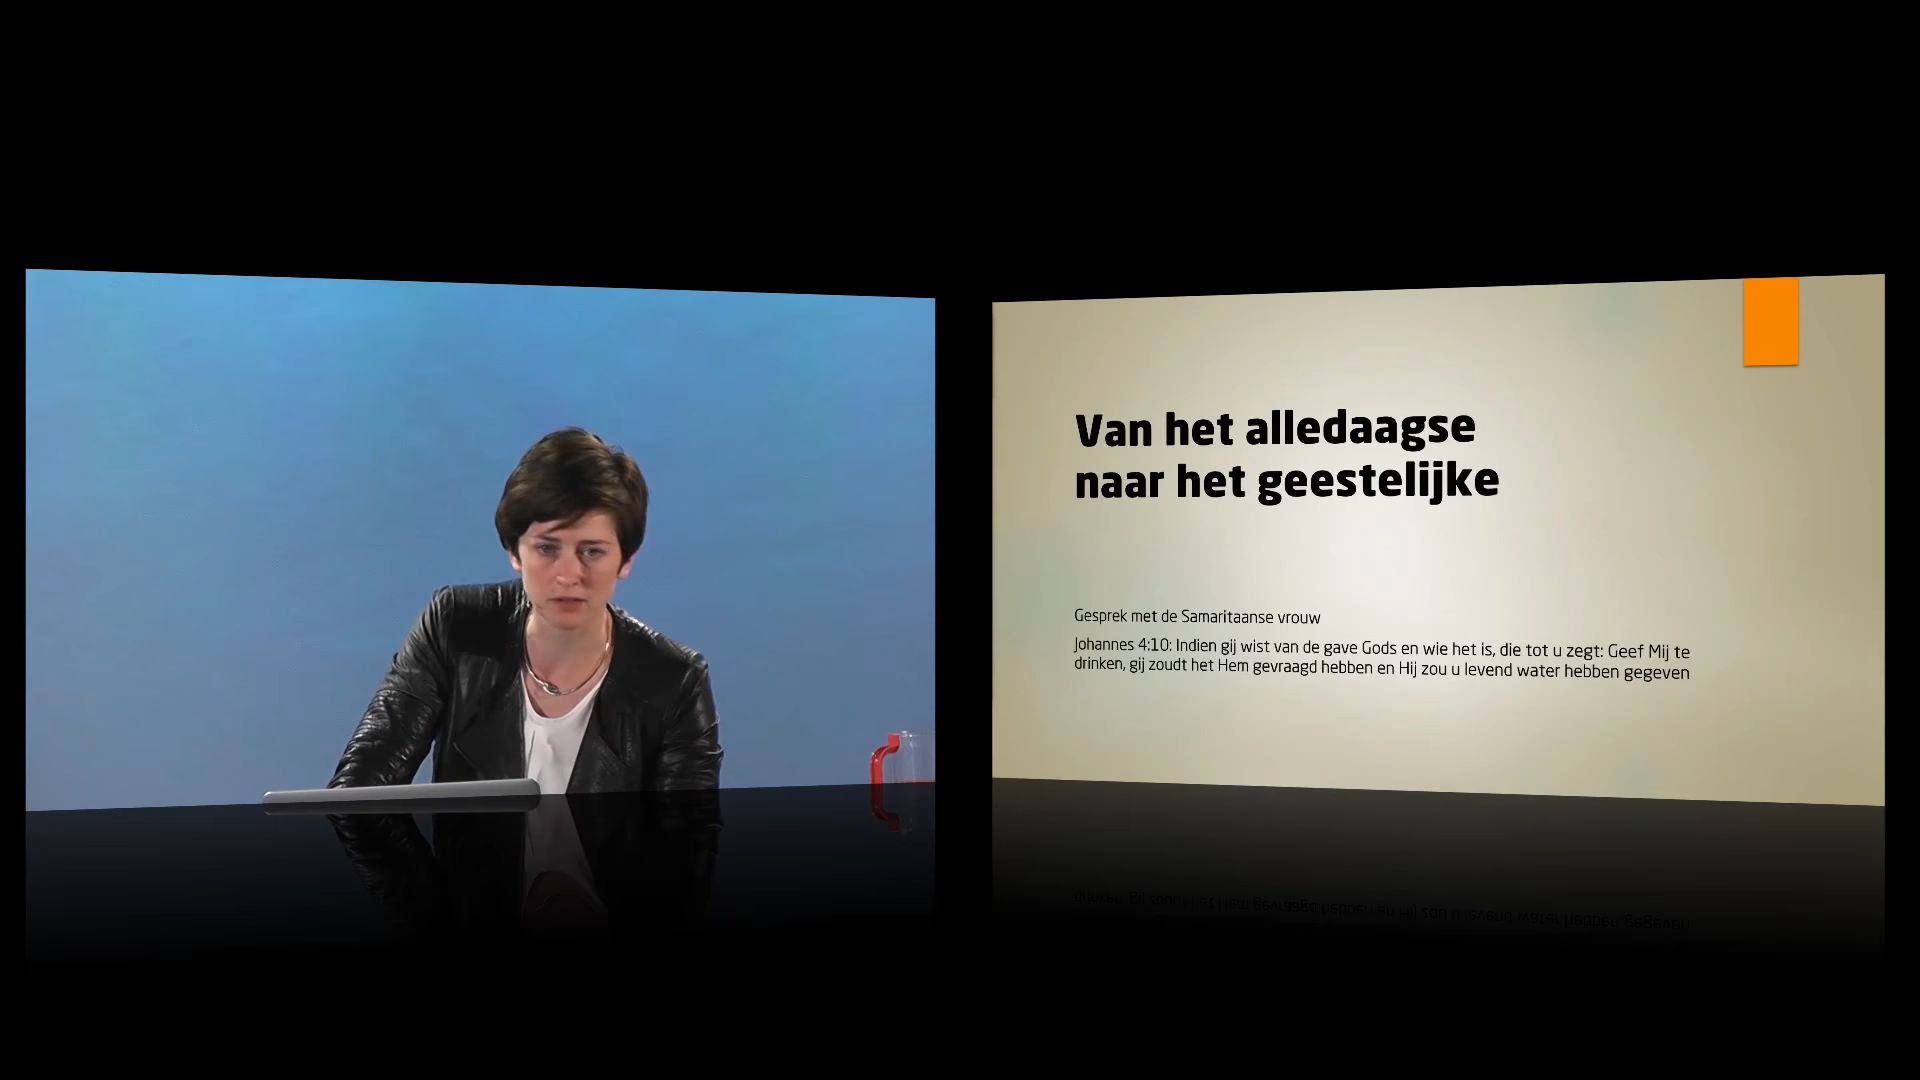 Van het alledaagse
naar het geestelijke
Gesprek met de Samaritaanse vrouw
Johannes 4:10: Indien gij wist van de gave Gods en wie het is, die tot u zegt: Geef Mij te
drinken, gij zoudt het Hem gevraagd hebben en Hij zou u levend water hebben gegeven